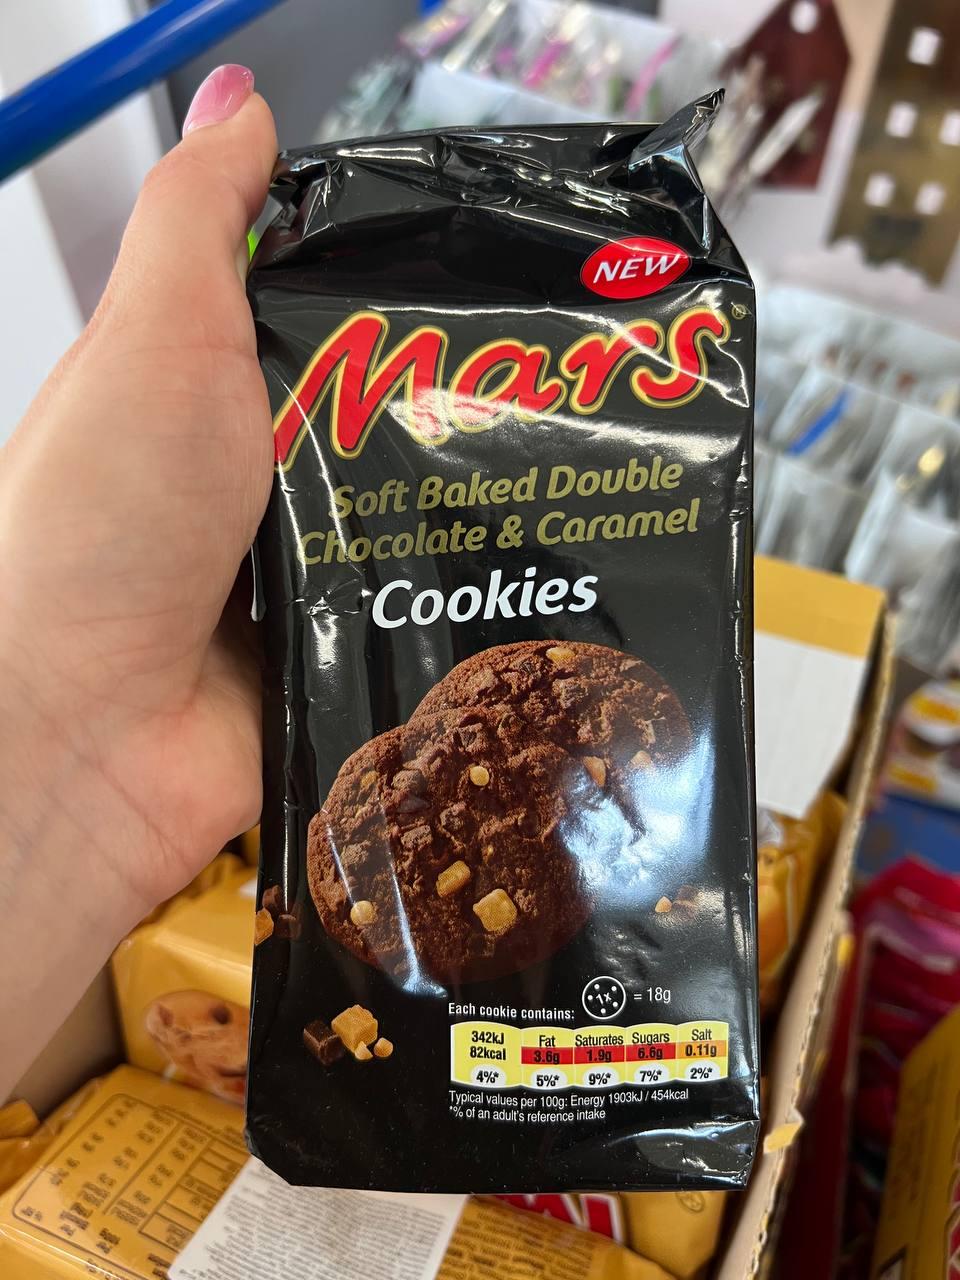 NEW
Mars®
Soft Baked Double
Chocolate & Caramel
Cookies
Each cookie contains: 1x = 18g
342kJ 82kcal 4%*
Fat 3.6g 5%*
Saturates 1.9g 9%*
Sugars 6.6g 7%*
Salt 0.11g 2%*
Typical values per 100g: Energy 1903kJ / 454kcal
*% of an adult's reference intake